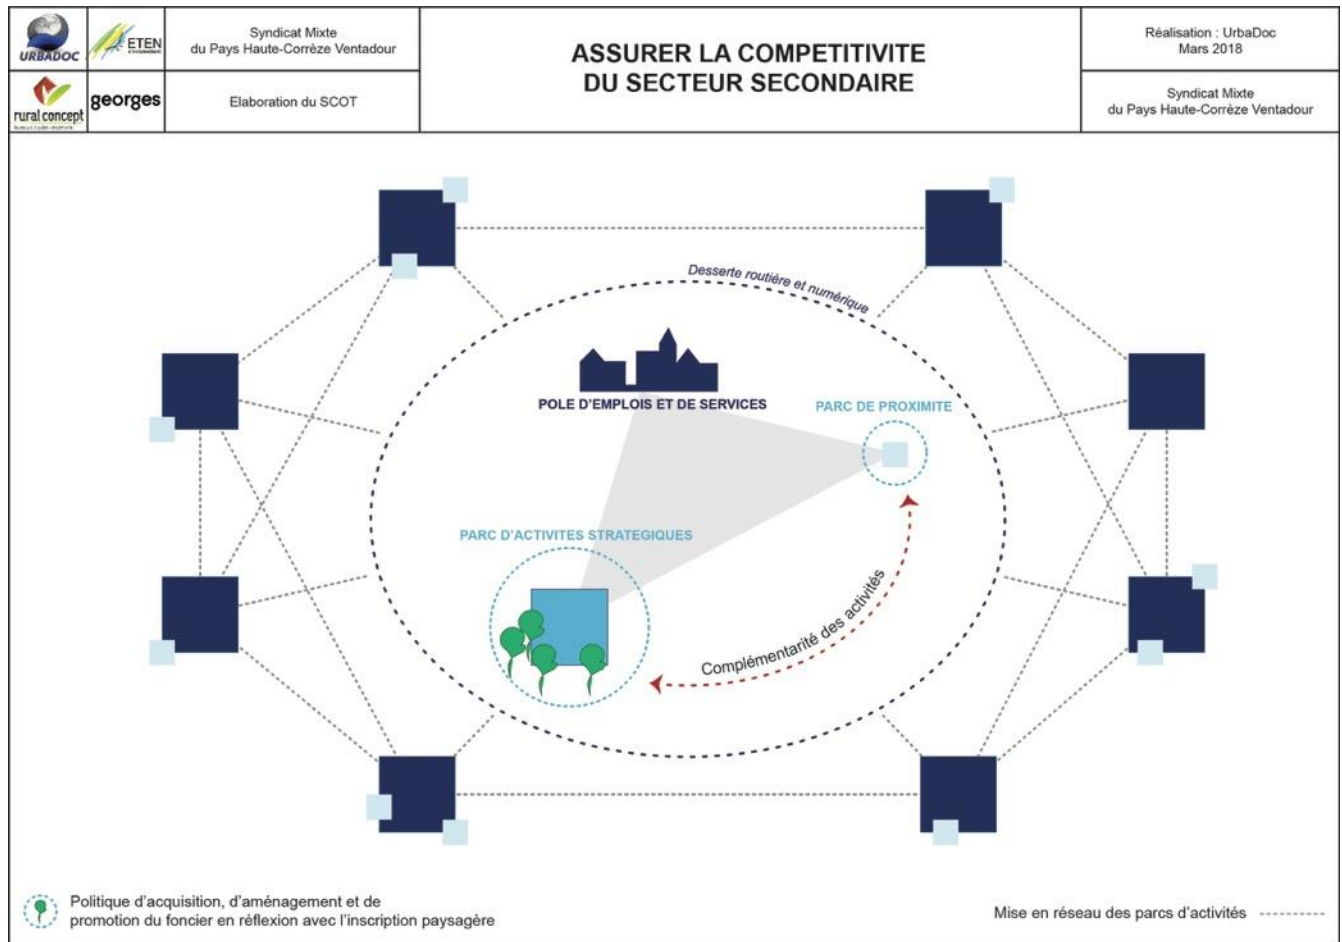 URBADOC
ETEN
Syndicat Mixte
du Pays Haute-Corrèze Ventadour
ASSURER LA COMPETITIVITE
DU SECTEUR SECONDAIRE
Réalisation : UrbaDoc
Mars 2018
rural concept
georges
Elaboration du SCOT
Syndicat Mixte
du Pays Haute-Corrèze Ventadour
Desserte routière et numérique
POLE D'EMPLOIS ET DE SERVICES
PARC DE PROXIMITE
PARC D'ACTIVITES STRATEGIQUES
Complémentarité des activités
Politique d'acquisition, d'aménagement et de
promotion du foncier en réflexion avec l'inscription paysagère
Mise en réseau des parcs d'activités